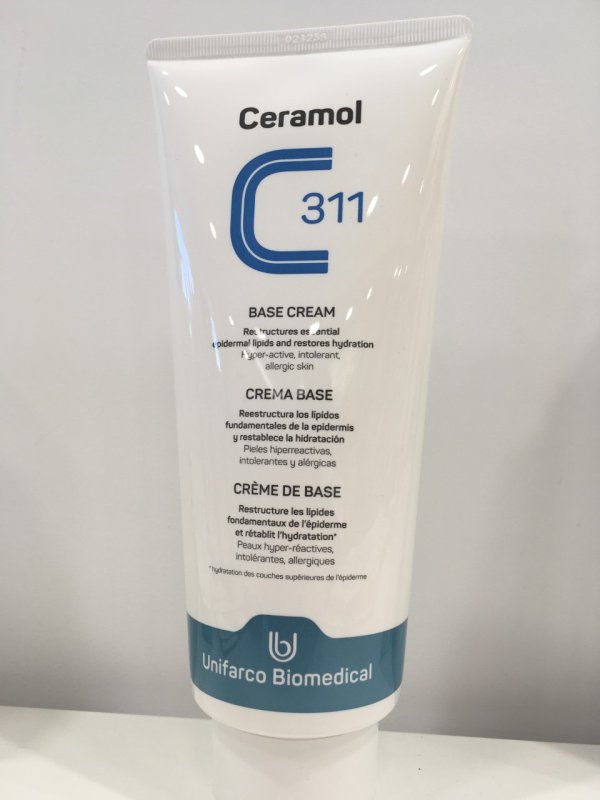 023256
Ceramol
C 311
BASE CREAM
Restructures essential
epidermal lipids and restores hydration
Hyper-active, intolerant,
allergic skin
CREMA BASE
Reestructura los lípidos
fundamentales de la epidermis
y restablece la hidratación
Pieles hiperreactivas,
intolerantes y alérgicas
CRÈME DE BASE
Restructure les lipides
fondamentaux de l'épiderme
et rétablit l'hydratation*
Peaux hyper-réactives,
intolérantes, allergiques
*hydratation des couches supérieures de l'épiderme
Unifarco Biomedical